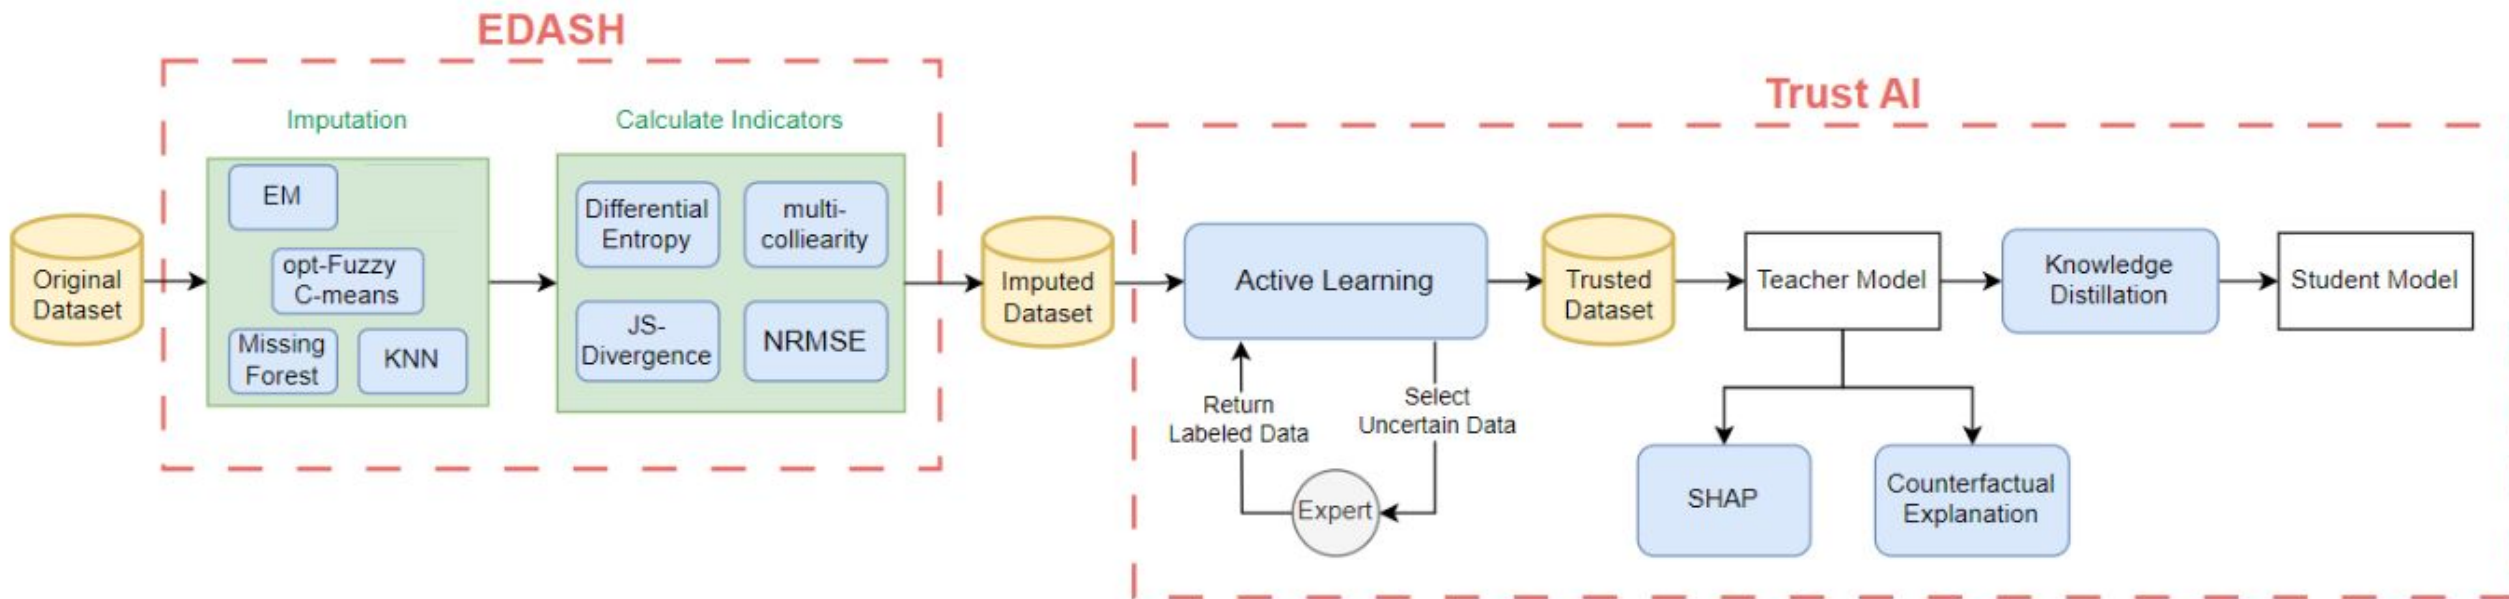 EDASH
Trust AI
Imputation
Calculate Indicators
EM
opt-Fuzzy
C-means
Missing
Forest
KNN
Differential
Entropy
multi-
colliearity
JS-
Divergence
NRMSE
Original
Dataset
Imputed
Dataset
Active Learning
Return
Labeled Data
Select
Uncertain Data
Expert
Trusted
Dataset
Teacher Model
Knowledge
Distillation
Student Model
SHAP
Counterfactual
Explanation